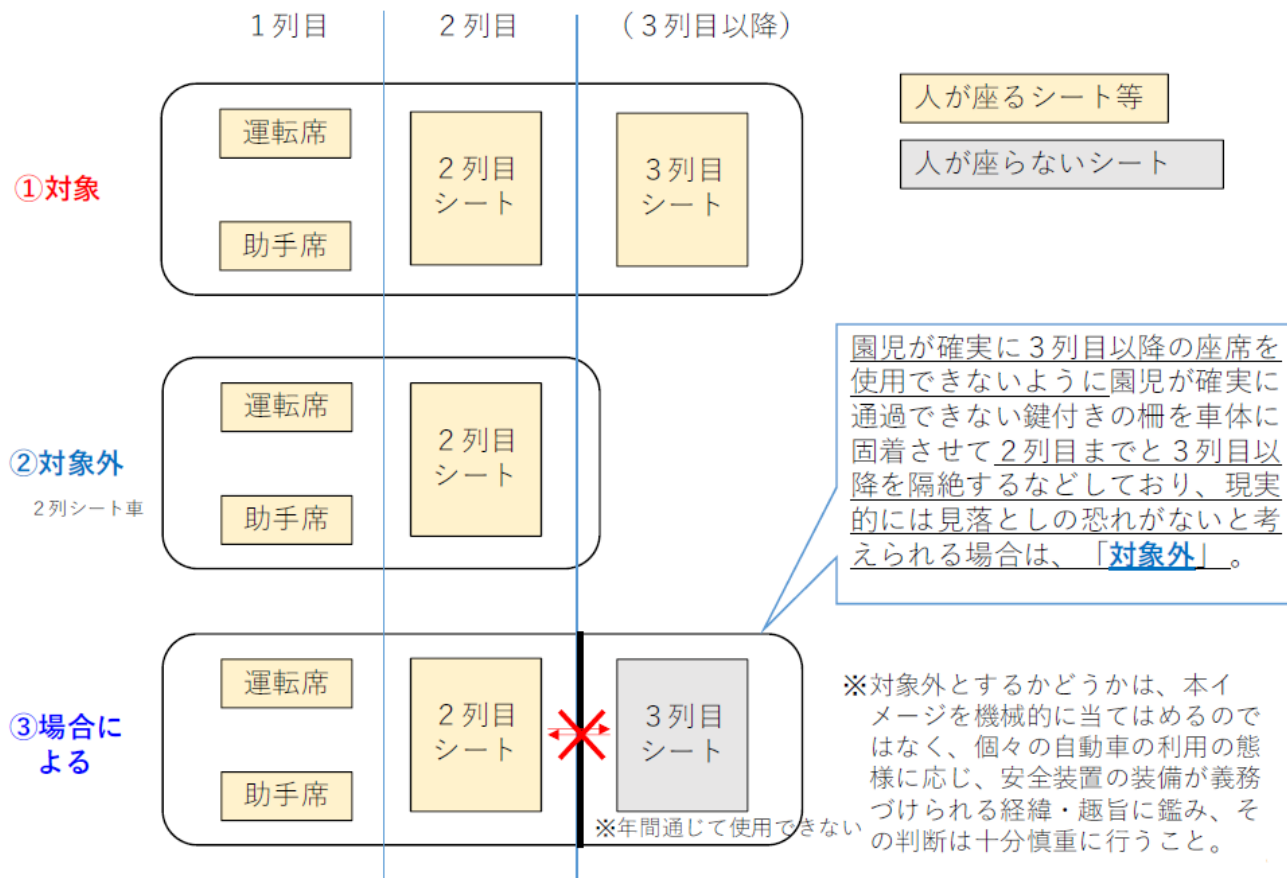 1列目
2列目
(3列目以降)
人が座るシート等
人が座らないシート
①対象
運転席
助手席
2列目
シート
3列目
シート
②対象外
2列シート車
運転席
助手席
2列目
シート
園児が確実に3列目以降の座席を
使用できないように園児が確実に
通過できない鍵付きの柵を車体に
固着させて2列目までと3列目以
降を隔絶するなどしており、現実
的には見落としの恐れがないと考
えられる場合は、「対象外」。
③場合に
よる
運転席
助手席
2列目
シート
3列目
シート
※年間通じて使用できない
※対象外とするかどうかは、本イ
メージを機械的に当てはめるので
はなく、個々の自動車の利用の態
様に応じ、安全装置の装備が義務
づけられる経緯・趣旨に鑑み、そ
の判断は十分慎重に行うこと。